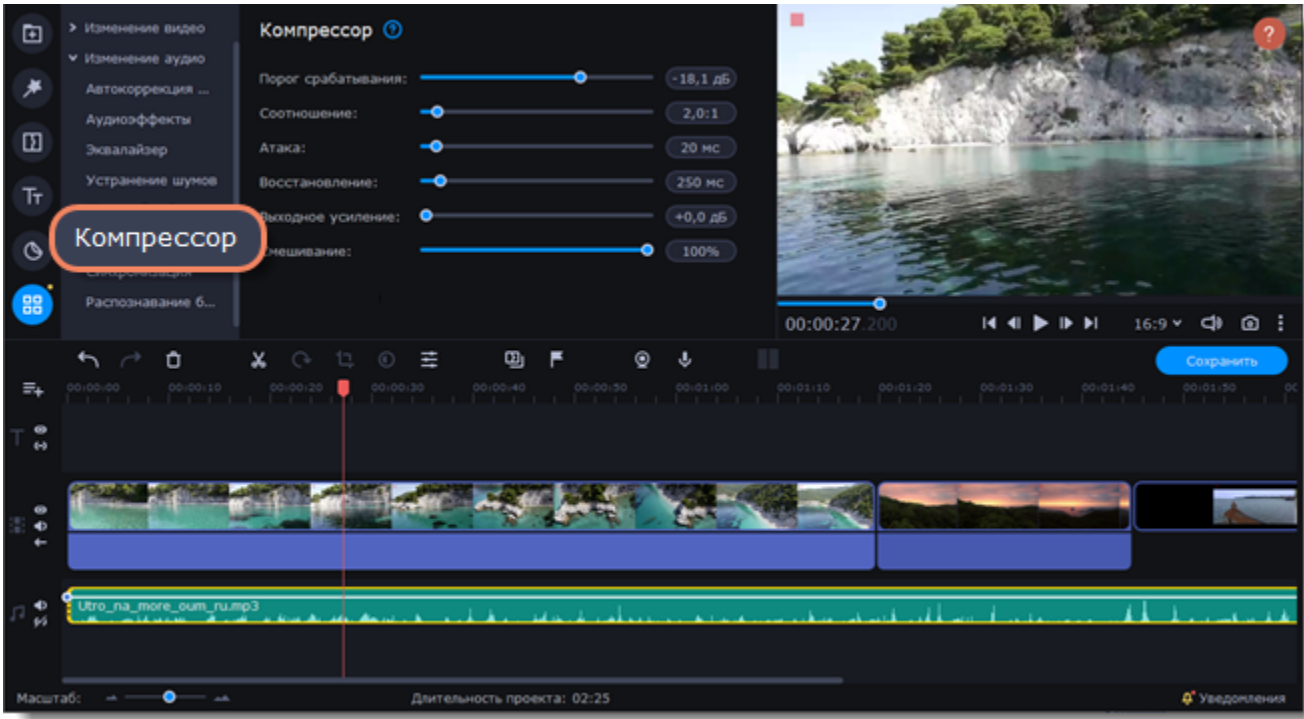 Изменение видео
Изменение аудио
Автокоррекция ...
Аудиоэффекты
Эквалайзер
Устранение шумов
Компрессор
Синхронизация
Распознавание б...
Компрессор ?
Порог срабатывания: -18,1 дБ
Соотношение: 2,0:1
Атака: 20 мс
Восстановление: 250 мс
Выходное усиление: +0,0 дБ
Смешивание: 100%
?
00:00:27.200
16:9
Сохранить
00:00:00 00:00:10 00:00:20 00:00:30 00:00:40 00:00:50 00:01:00 00:01:10 00:01:20 00:01:30 00:01:40 00:01:50 00
Utro_na_more_oum_ru.mp3
Масштаб:
Длительность проекта: 02:25
Уведомления